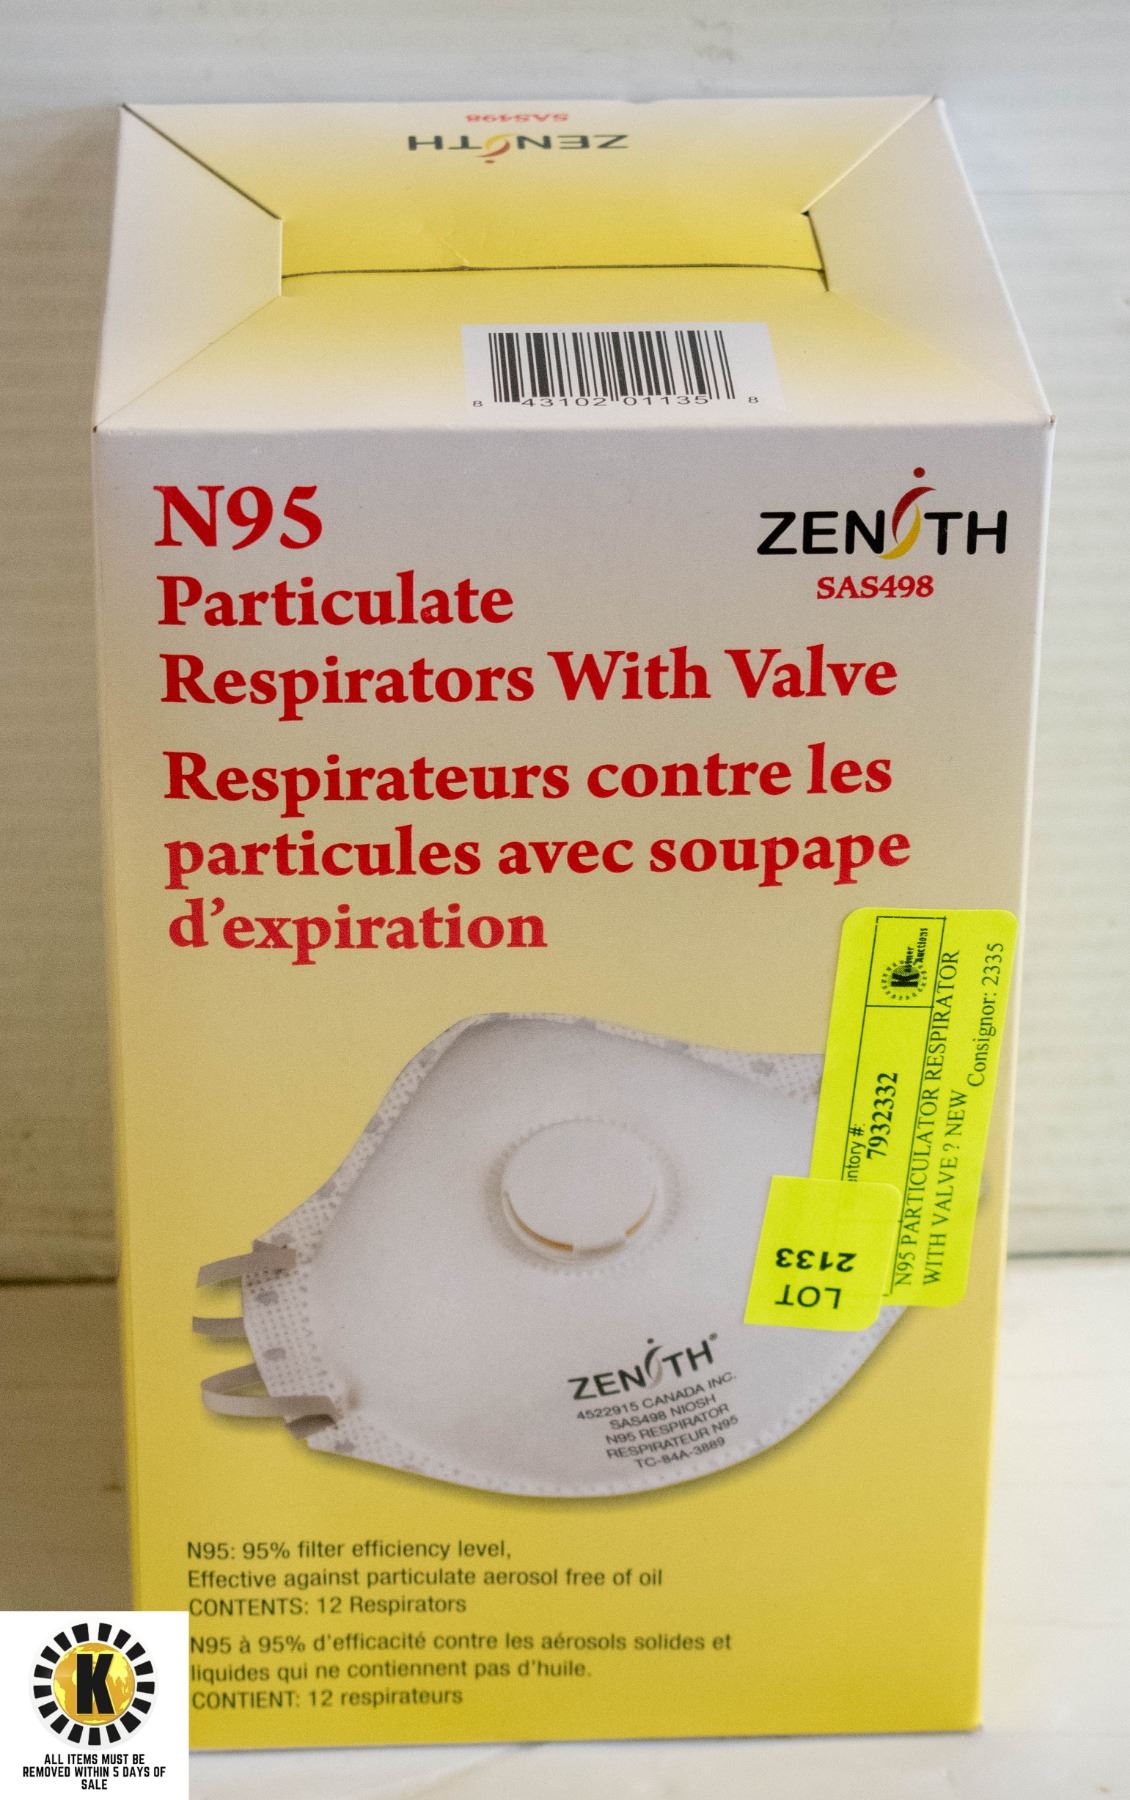 SAS498
ZENITH
8 43102 01135 8
N95
Particulate
Respirators With Valve
ZENITH
SAS498
Respirateurs contre les
particules avec soupape
d'expiration
Kastner Auctions
ntory #:
7932332
N95 PARTICULATOR RESPIRATOR
WITH VALVE ? NEW
Consignor: 2335
LOT
2133
ZENITH®
4522915 CANADA INC.
SAS498 NIOSH
N95 RESPIRATOR
RESPIRATEUR N95
TC-84A-3889
N95: 95% filter efficiency level,
Effective against particulate aerosol free of oil
CONTENTS: 12 Respirators
N95 à 95% d'efficacité contre les aérosols solides et
liquides qui ne contiennent pas d'huile.
CONTIENT: 12 respirateurs
K
ALL ITEMS MUST BE
REMOVED WITHIN 5 DAYS OF
SALE